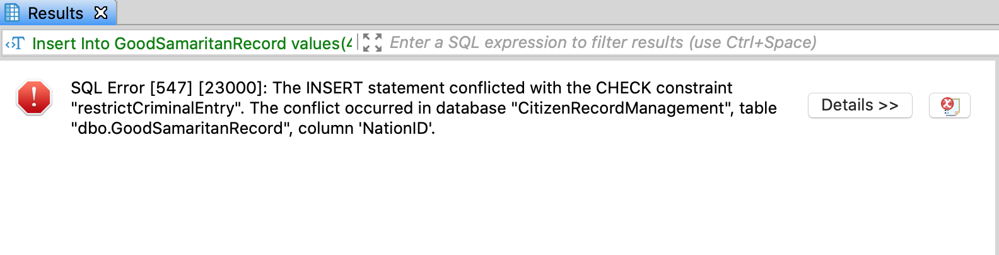 Results
Insert Into GoodSamaritanRecord values(4
Enter a SQL expression to filter results (use Ctrl+Space)
SQL Error [547] [23000]: The INSERT statement conflicted with the CHECK constraint
"restrictCriminalEntry". The conflict occurred in database "CitizenRecordManagement", table
"dbo.GoodSamaritanRecord", column 'NationID'.
Details >>